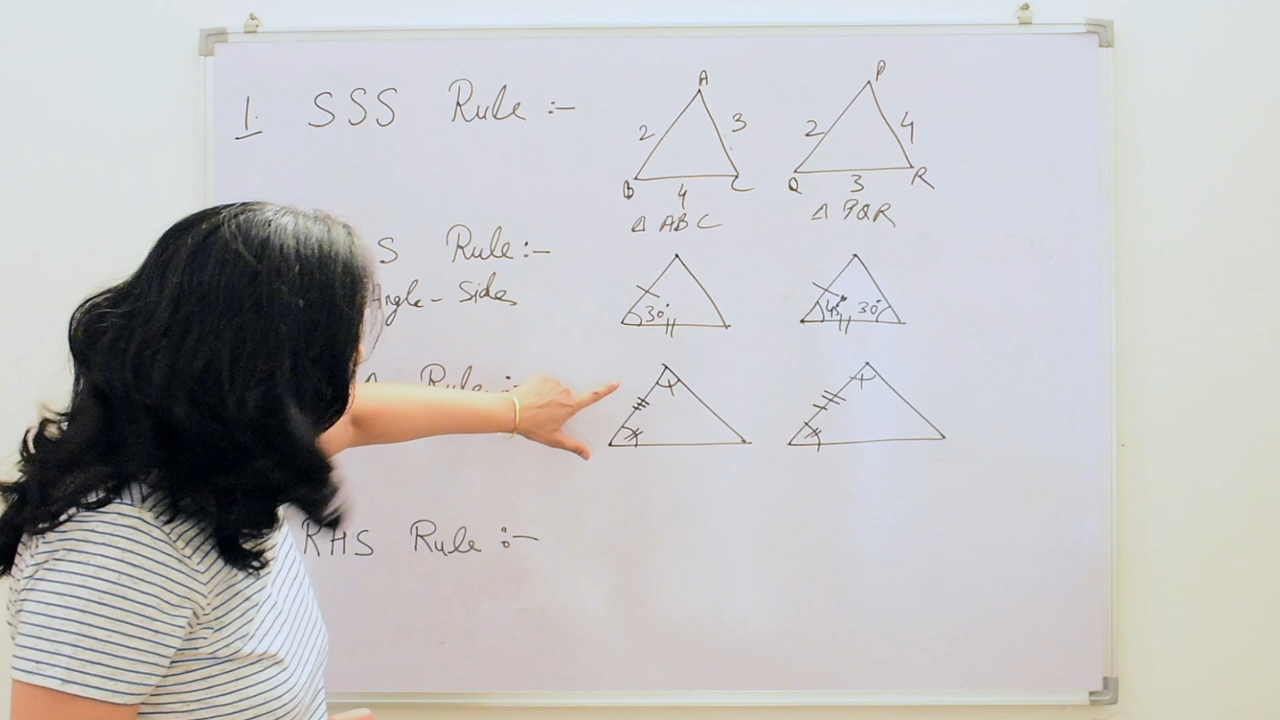 1. SSS Rule :-
A
2 3
B 4 C
Δ ABC
P
2 4
Q 3 R
Δ PQR
S Rule :-
Angle - Sides
30°
45° 30°
A Rule :-
RHS Rule :-